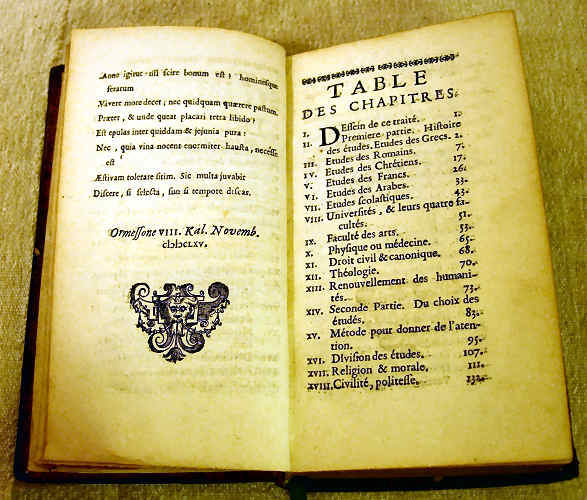 Anno igitur nil scire bonum est? hominésque
ferarum
Vivere more decet; nec quidquam quærere pastum
Præter, & unde queat placari tetra libido?
Est epulas inter quiddam & jejunia pura:
Nec, quia vina nocent enormiter hausta, necesse
est
Æstivam tolerare sitim. Sic multa juvabit
Discere, si selecta, suo si tempore discas.
Ormessone VIII. Kal. Novemb.
CLXV.
TABLE
DES CHAPITRES.
I. DEssein de ce traité. 1.
II. Premiere partie. Histoire
des études. Etudes des Grecs. 2.
III. Etudes des Romains. 7.
IV. Etudes des Chrétiens. 17.
V. Etudes des Francs. 26.
VI. Etudes des Arabes. 33.
VII. Etudes scolastiques. 43.
VIII. Universités, & leurs quatre fa-
cultés. 51.
IX. Faculté des arts. 53.
X. Physique ou médecine. 65.
XI. Droit civil & canonique. 68.
XII. Théologie. 70.
XIII. Renouvellement des humani-
tés. 73.
XIV. Seconde Partie. Du choix des
études. 83.
XV. Métode pour donner de l'aten-
tion. 95.
XVI. Division des études. 107.
XVII. Religion & morale. 111.
XVIII. Civilité, politesse. 132.